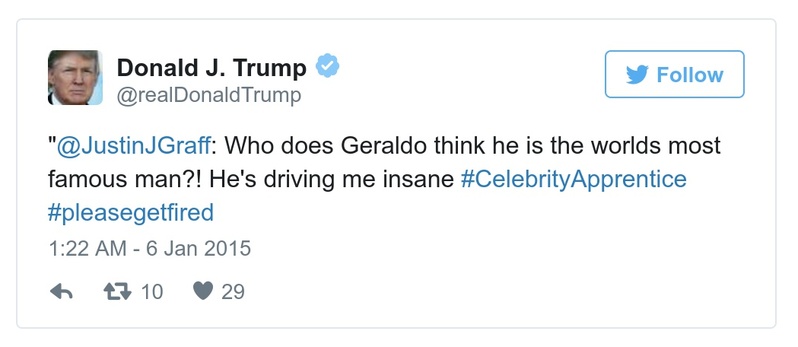 Donald J. Trump
@realDonaldTrump
Follow
"@JustinJGraff: Who does Geraldo think he is the worlds most
famous man?! He's driving me insane #CelebrityApprentice
#pleasegetfired
1:22 AM - 6 Jan 2015
10 29